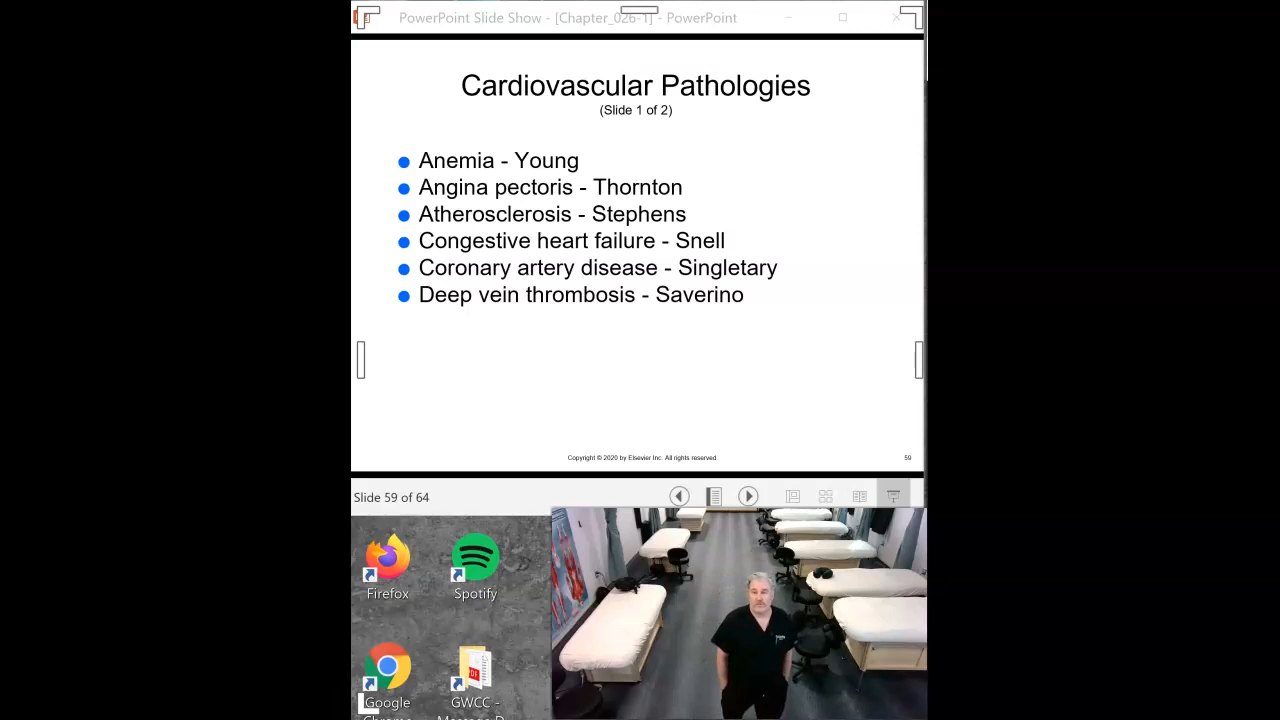 PowerPoint Slide Show - [Chapter_026-1] - PowerPoint
Cardiovascular Pathologies
(Slide 1 of 2)
Anemia - Young
Angina pectoris - Thornton
Atherosclerosis - Stephens
Congestive heart failure - Snell
Coronary artery disease - Singletary
Deep vein thrombosis - Saverino
Copyright © 2020 by Elsevier Inc. All rights reserved.
59
Slide 59 of 64
Firefox
Spotify
Google
GWCC -
PDF